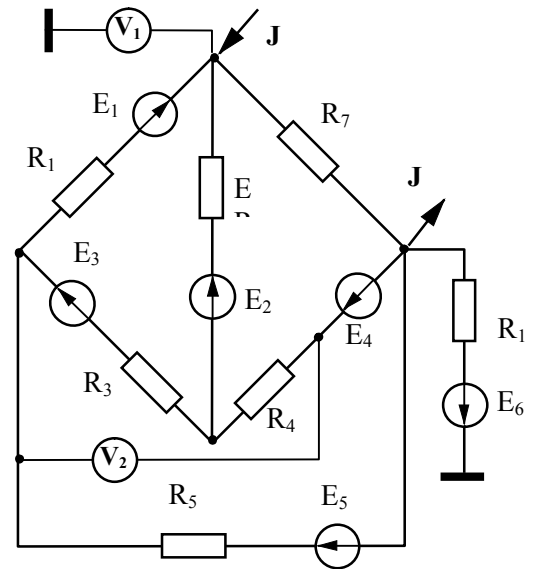 V₁
J
E₁
R₇
R₁
E
J
E₃
E₂
E₄
R₁
R₃
R₄
E₆
V₂
R₅
E₅